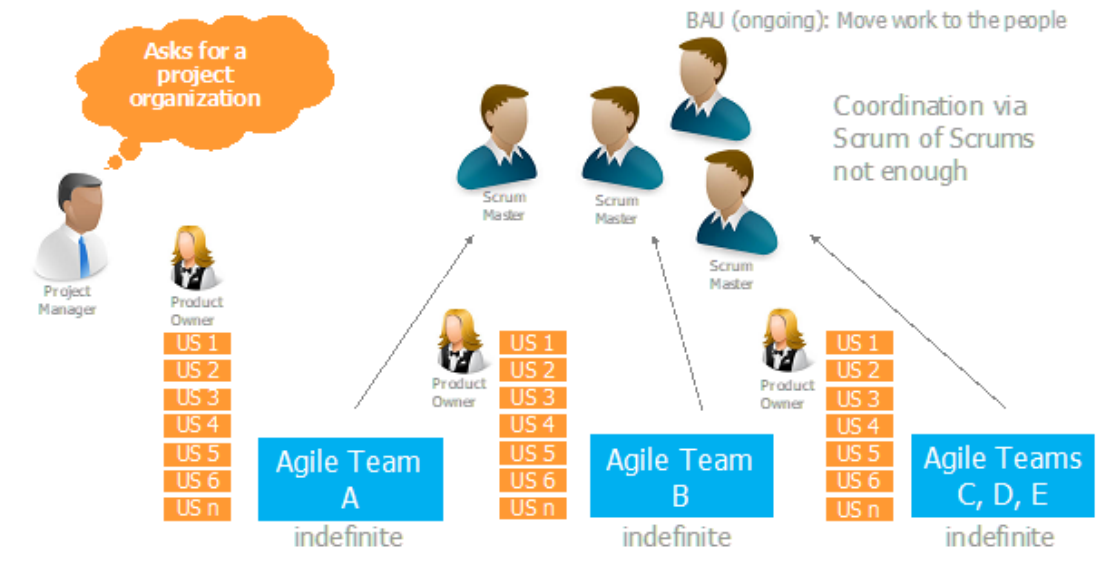 BAU (ongoing): Move work to the people
Asks for a
project
organization
Coordination via
Scrum of Scrums
not enough
Scrum
Master
Scrum
Master
Scrum
Master
Project
Manager
Product
Owner
US 1
US 2
US 3
US 4
US 5
US 6
US n
Agile Team
A
indefinite
Product
Owner
US 1
US 2
US 3
US 4
US 5
US 6
US n
Agile Team
B
indefinite
Product
Owner
US 1
US 2
US 3
US 4
US 5
US 6
US n
Agile Teams
C, D, E
indefinite